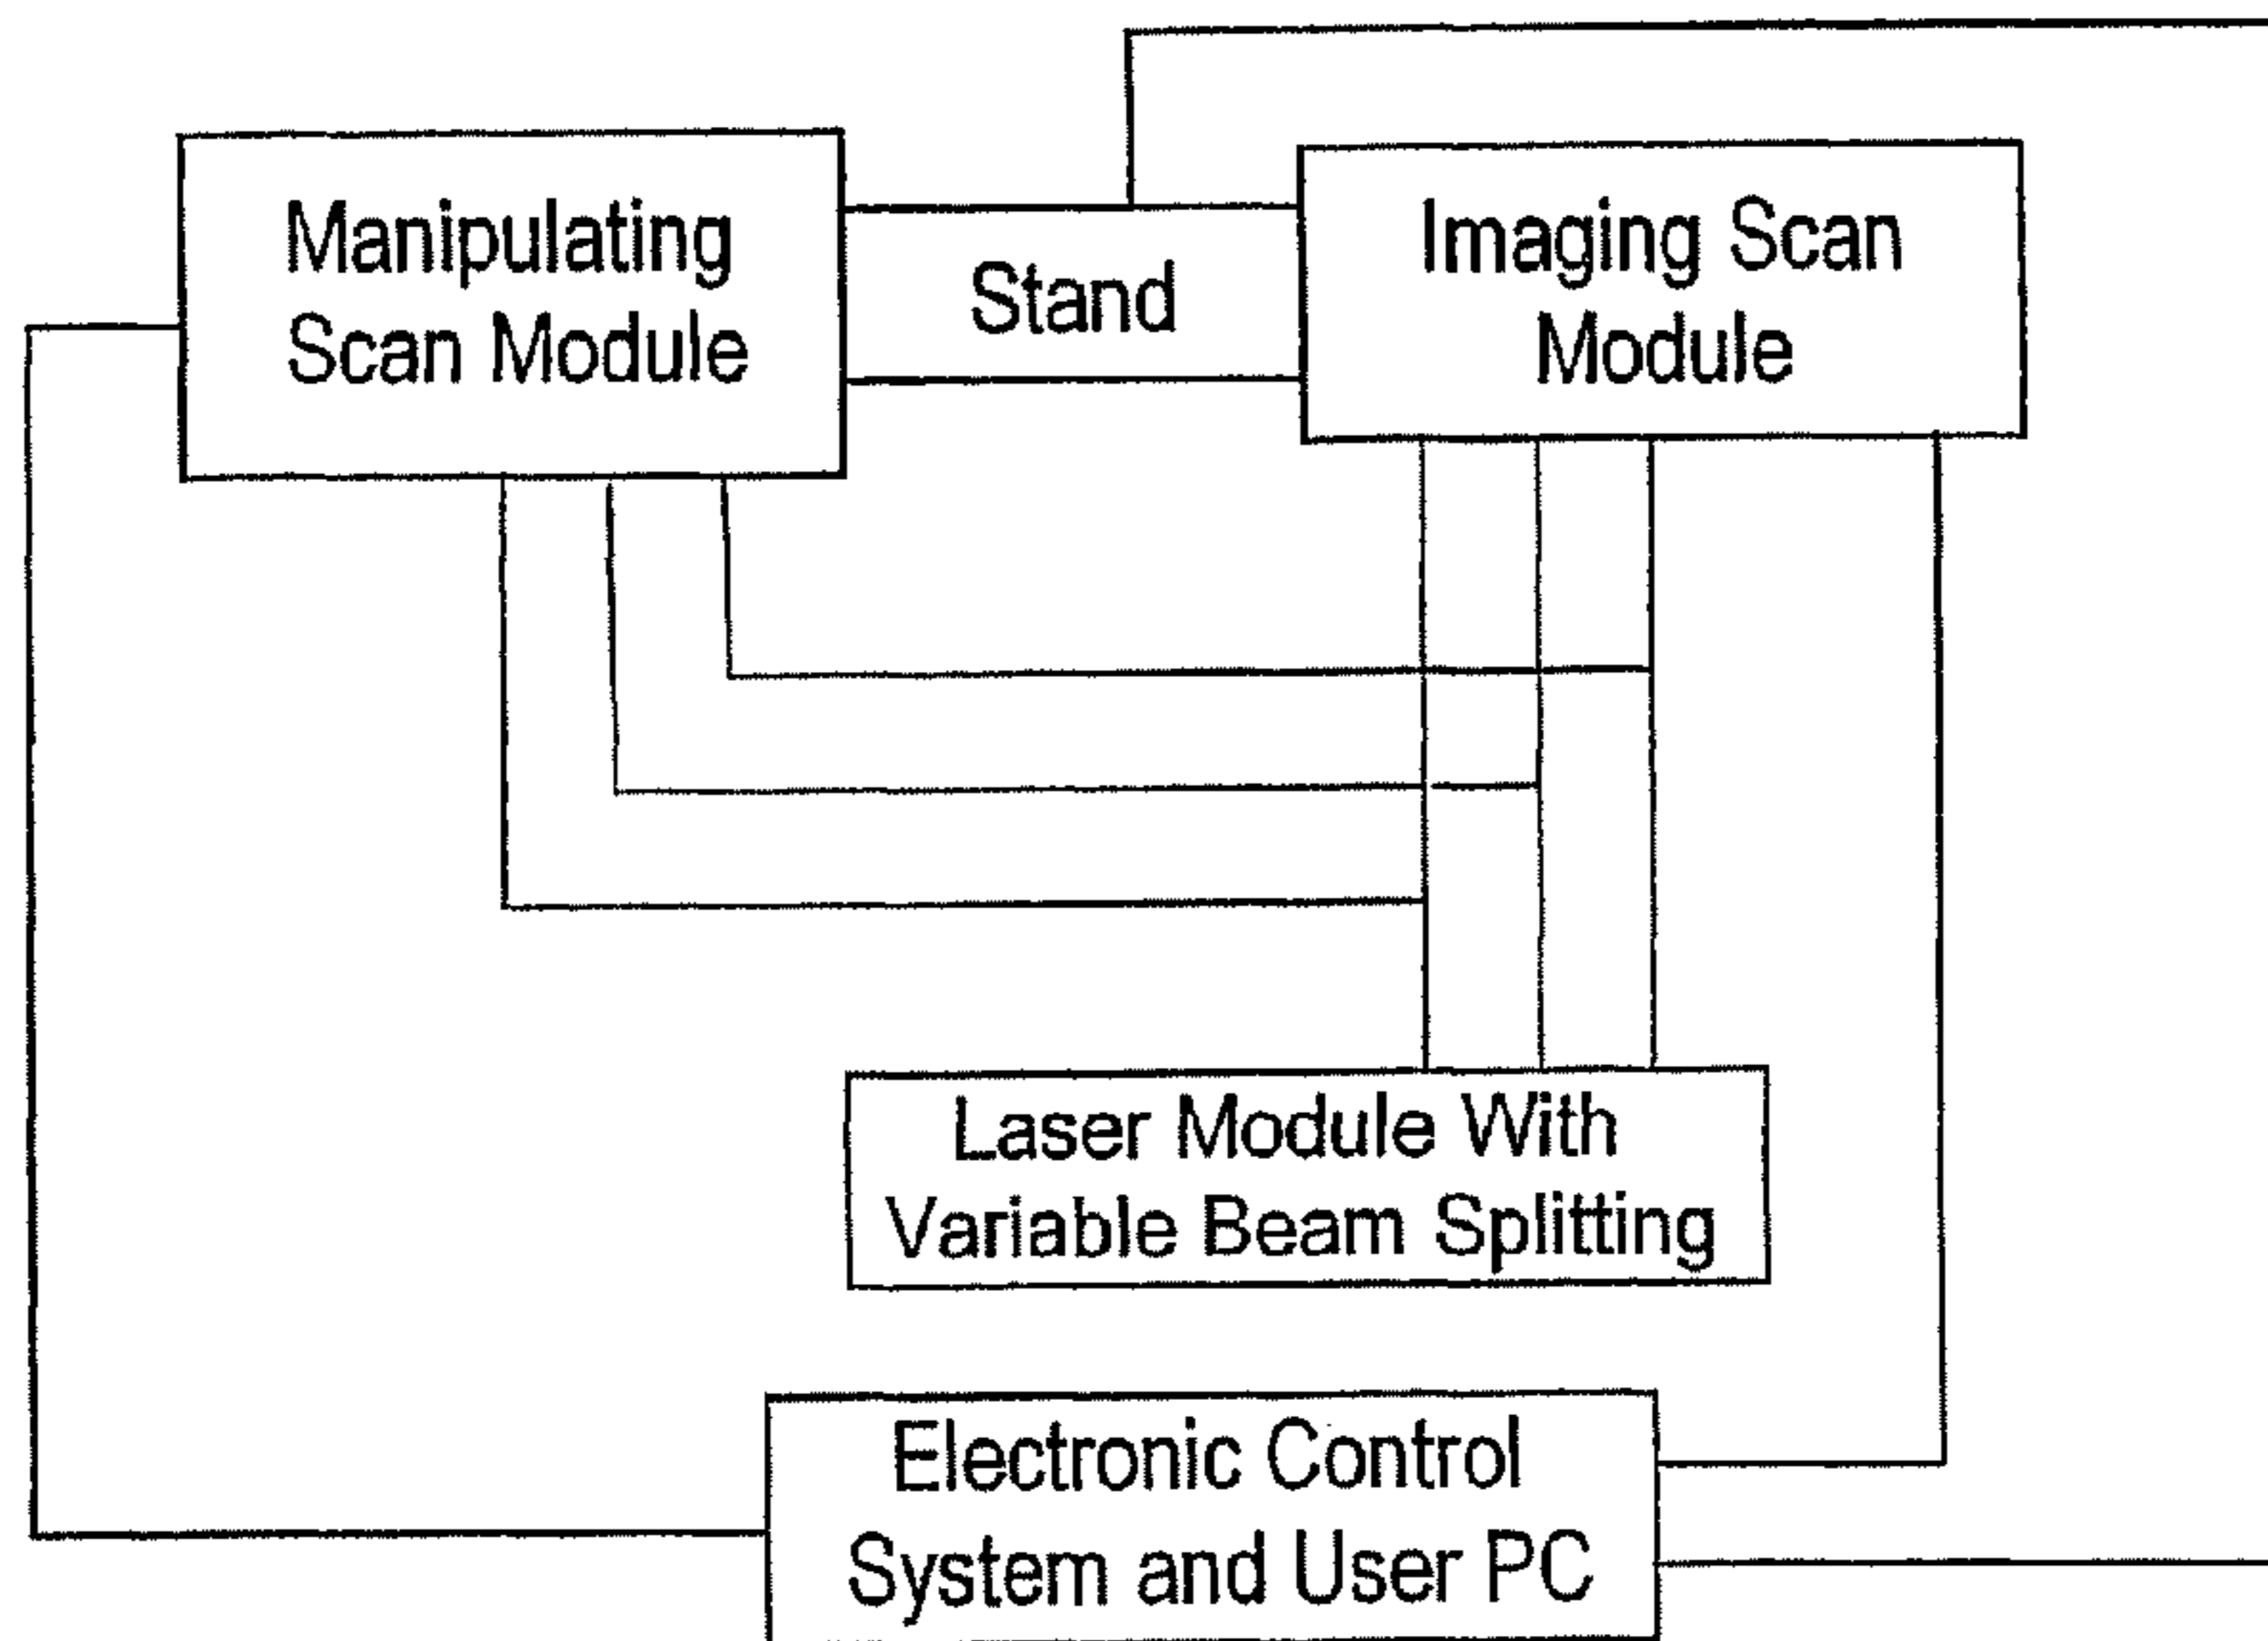 Manipulating
Scan Module
Stand
Imaging Scan
Module
Laser Module With
Variable Beam Splitting
Electronic Control
System and User PC